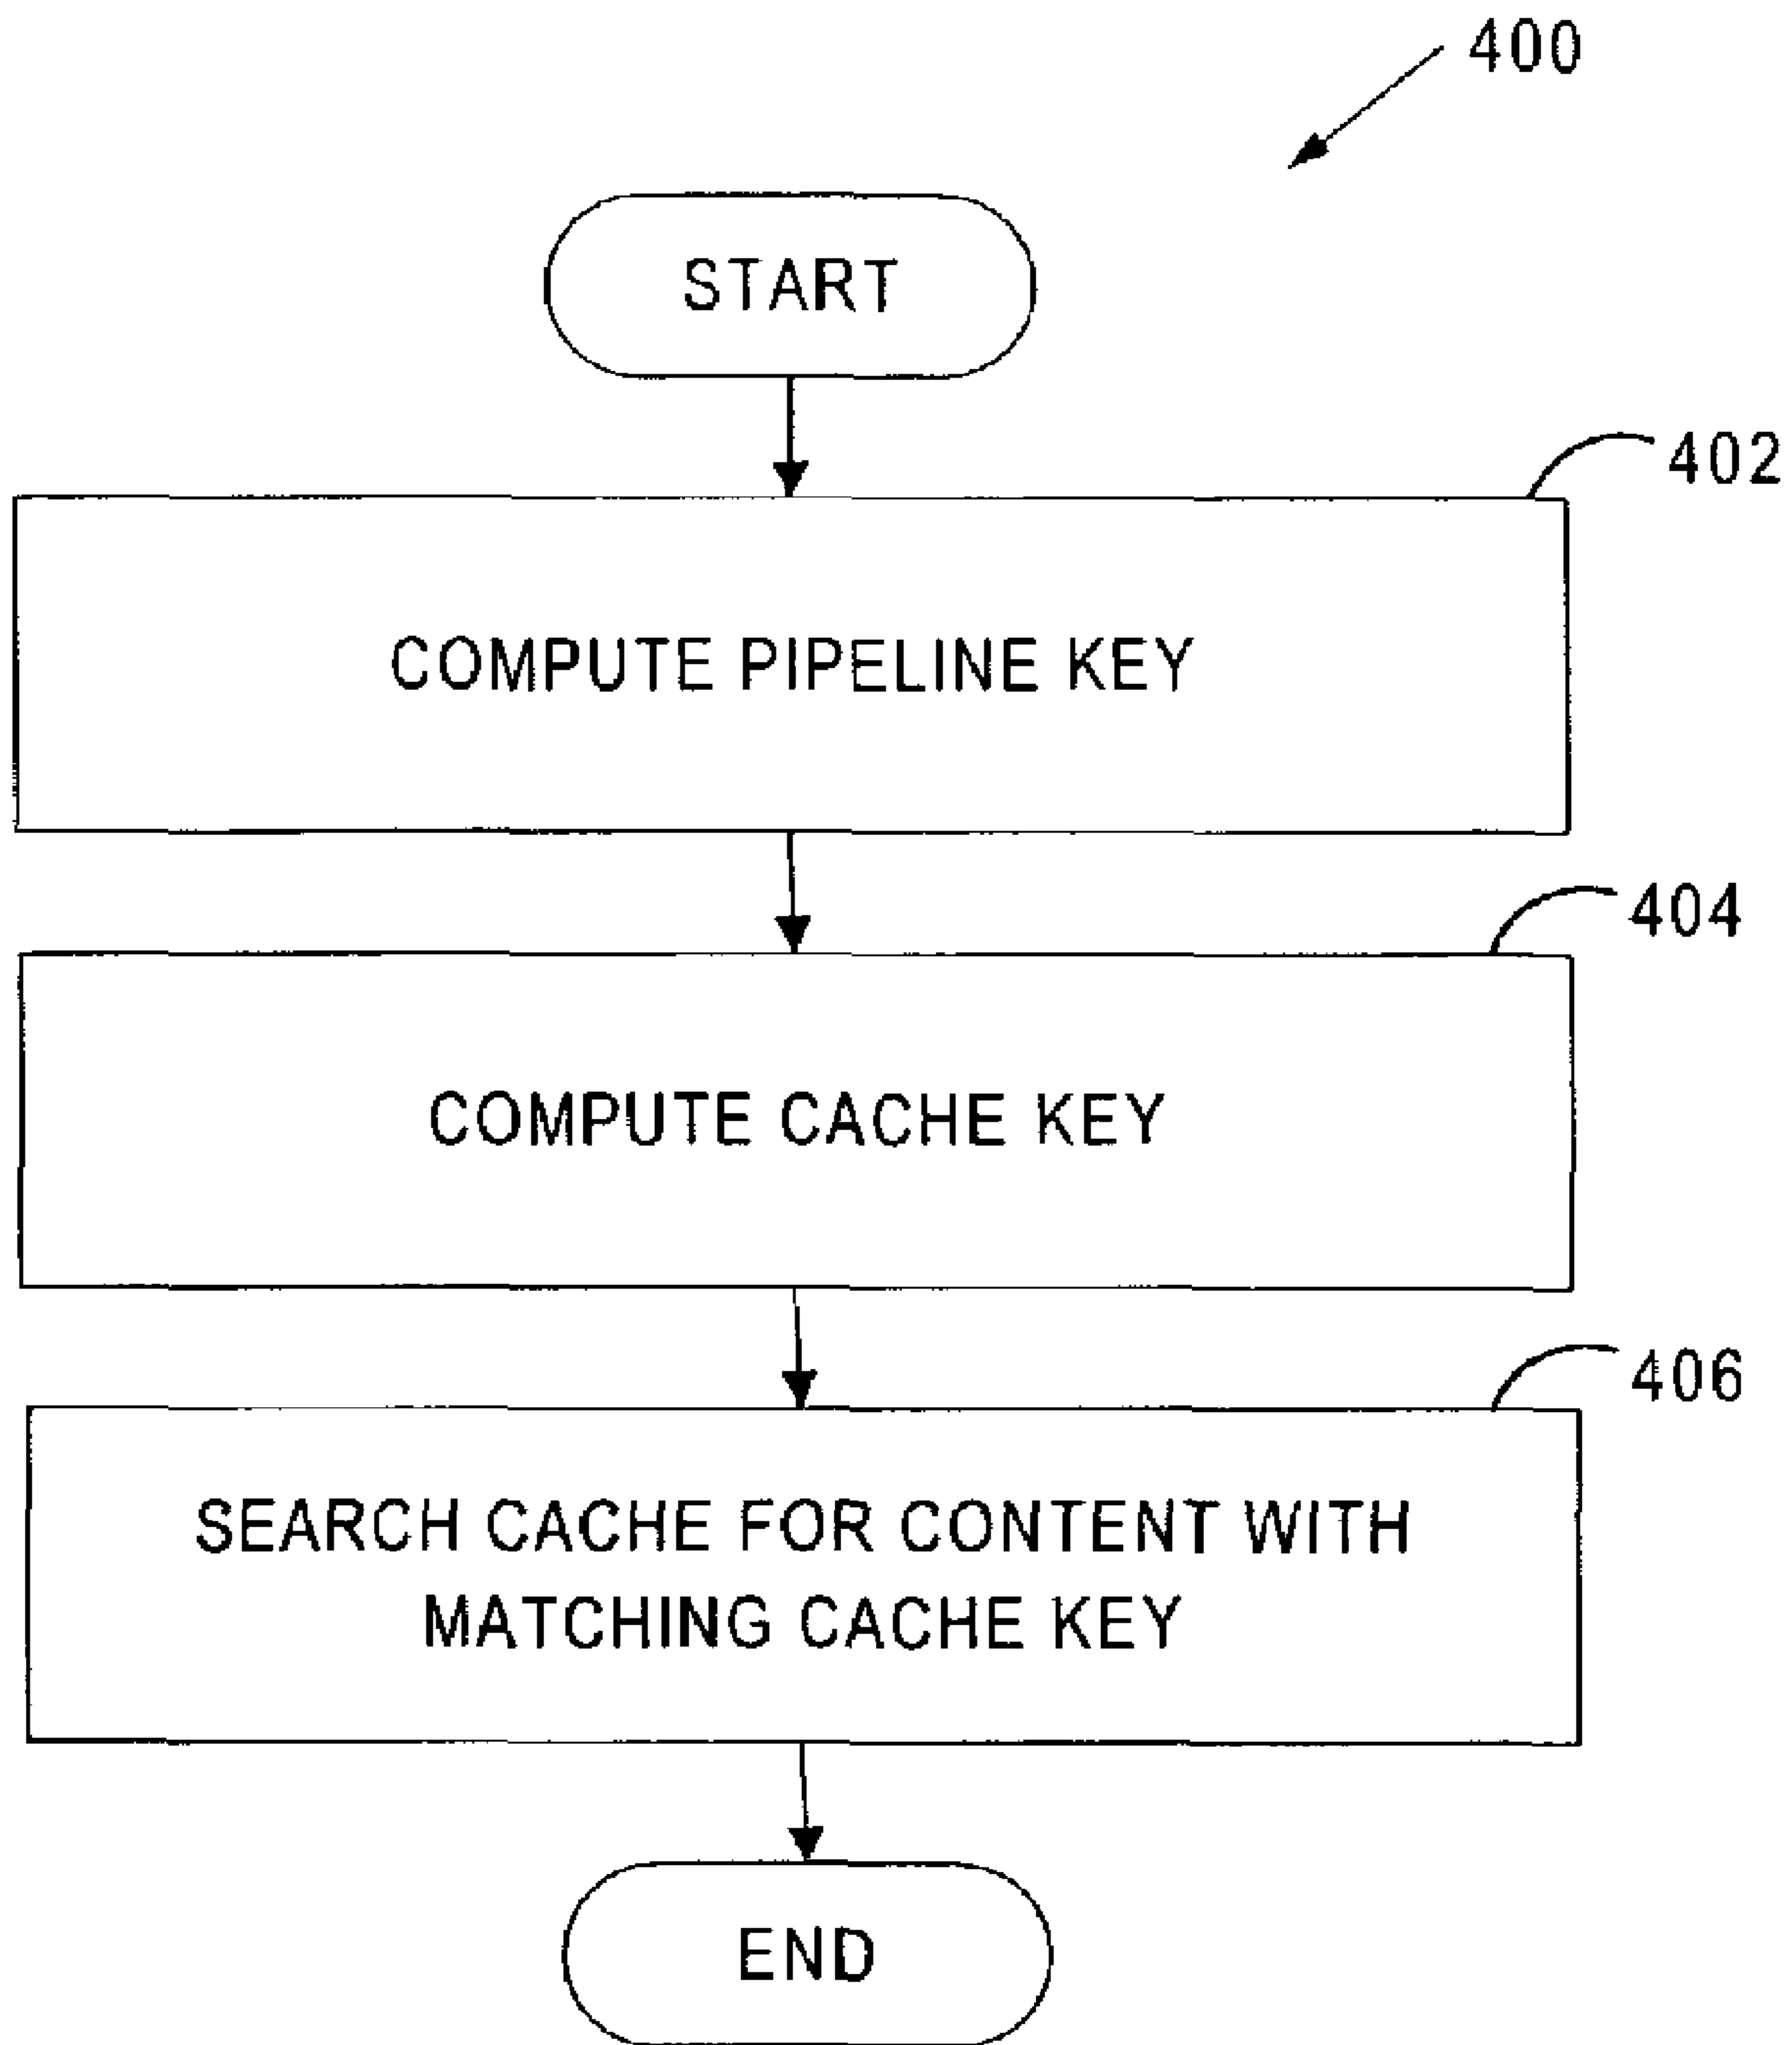 400
START
402
COMPUTE PIPELINE KEY
404
COMPUTE CACHE KEY
406
SEARCH CACHE FOR CONTENT WITH
MATCHING CACHE KEY
END